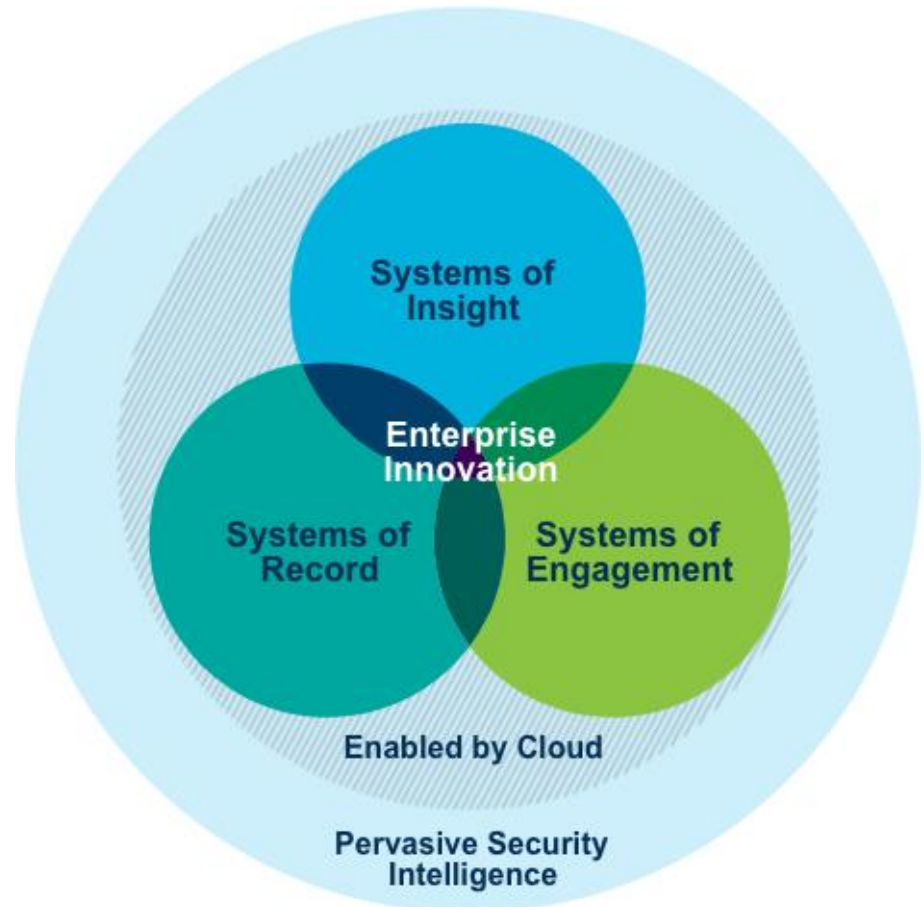 Systems of
Insight
Enterprise
Innovation
Systems of
Record
Systems of
Engagement
Enabled by Cloud
Pervasive Security
Intelligence